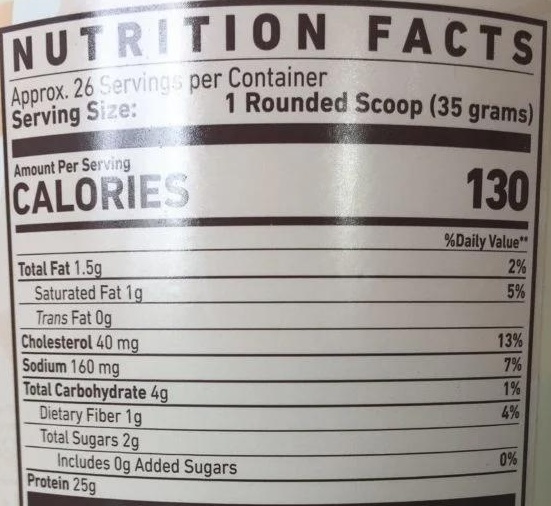 NUTRITION FACTS
Approx. 26 Servings per Container
Serving Size: 1 Rounded Scoop (35 grams)
Amount Per Serving
CALORIES 130
%Daily Value**
Total Fat 1.5g 2%
Saturated Fat 1g 5%
Trans Fat 0g
Cholesterol 40 mg 13%
Sodium 160 mg 7%
Total Carbohydrate 4g 1%
Dietary Fiber 1g 4%
Total Sugars 2g
Includes 0g Added Sugars 0%
Protein 25g